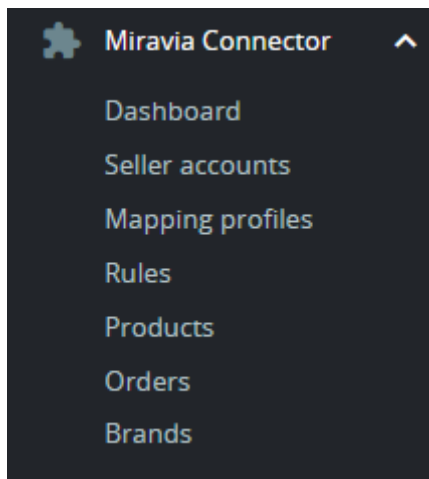 Miravia Connector
Dashboard
Seller accounts
Mapping profiles
Rules
Products
Orders
Brands